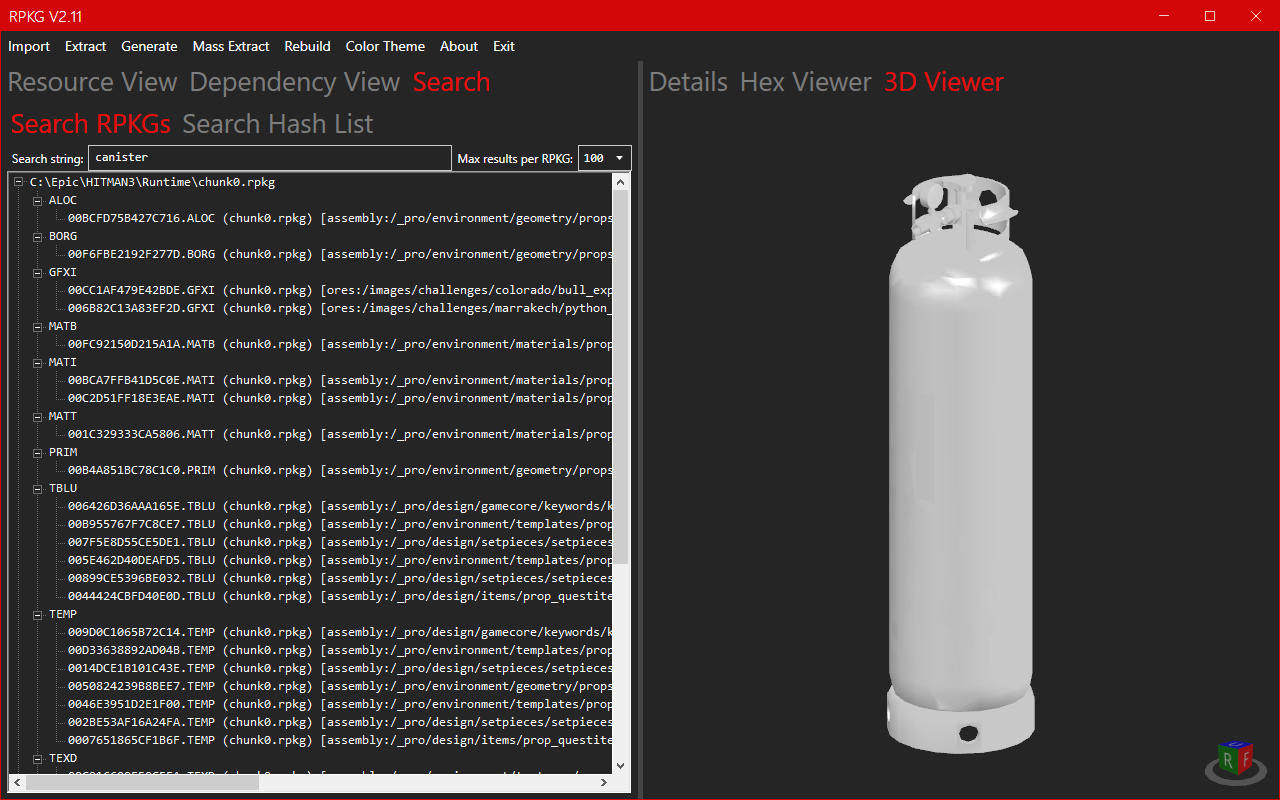 RPKG V2.11
Import Extract Generate Mass Extract Rebuild Color Theme About Exit
Resource View Dependency View Search
Search RPKGs Search Hash List
Search string: canister Max results per RPKG: 100
C:\Epic\HITMAN3\Runtime\chunk0.rpkg
ALOC
00BCFD75B427C716.ALOC (chunk0.rpkg) [assembly:/_pro/environment/geometry/props
BORG
00F6FBE2192F277D.BORG (chunk0.rpkg) [assembly:/_pro/environment/geometry/props
GFXI
00CC1AF479E42BDE.GFXI (chunk0.rpkg) [ores:/images/challenges/colorado/bull_exp
006B82C13A83EF2D.GFXI (chunk0.rpkg) [ores:/images/challenges/marrakech/python_
MATB
00FC92150D215A1A.MATB (chunk0.rpkg) [assembly:/_pro/environment/materials/prop
MATI
00BCA7FFB41D5C0E.MATI (chunk0.rpkg) [assembly:/_pro/environment/materials/prop
00C2D51FF18E3EAE.MATI (chunk0.rpkg) [assembly:/_pro/environment/materials/prop
MATT
001C329333CA5806.MATT (chunk0.rpkg) [assembly:/_pro/environment/materials/prop
PRIM
00B4A851BC78C1C0.PRIM (chunk0.rpkg) [assembly:/_pro/environment/geometry/props
TBLU
006426D36AAA165E.TBLU (chunk0.rpkg) [assembly:/_pro/design/gamecore/keywords/k
00B955767F7C8CE7.TBLU (chunk0.rpkg) [assembly:/_pro/environment/templates/prop
007F5E8D55CE5DE1.TBLU (chunk0.rpkg) [assembly:/_pro/design/setpieces/setpieces
005E462D40DEAFD5.TBLU (chunk0.rpkg) [assembly:/_pro/environment/templates/prop
00899CE5396BE032.TBLU (chunk0.rpkg) [assembly:/_pro/design/setpieces/setpieces
0044424CBFD40E0D.TBLU (chunk0.rpkg) [assembly:/_pro/design/items/prop_questite
TEMP
009D0C1065B72C14.TEMP (chunk0.rpkg) [assembly:/_pro/design/gamecore/keywords/k
00D33638892AD04B.TEMP (chunk0.rpkg) [assembly:/_pro/environment/templates/prop
0014DCE1B101C43E.TEMP (chunk0.rpkg) [assembly:/_pro/design/setpieces/setpieces
0050824239B8BEE7.TEMP (chunk0.rpkg) [assembly:/_pro/environment/geometry/props
0046E3951D2E1F00.TEMP (chunk0.rpkg) [assembly:/_pro/environment/templates/prop
002BE53AF16A24FA.TEMP (chunk0.rpkg) [assembly:/_pro/design/setpieces/setpieces
0007651865CF1B6F.TEMP (chunk0.rpkg) [assembly:/_pro/design/items/prop_questite
TEXD
Details Hex Viewer 3D Viewer
U
R F